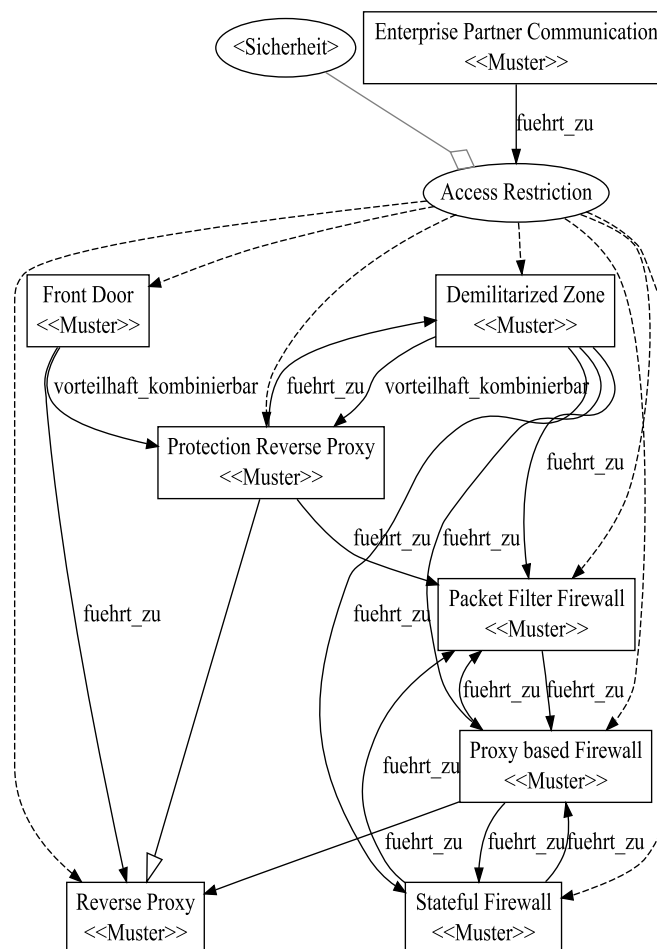 <Sicherheit>
Enterprise Partner Communication
<<Muster>>
fuehrt_zu
Access Restriction
Front Door
<<Muster>>
Demilitarized Zone
<<Muster>>
vorteilhaft_kombinierbar
fuehrt_zu
vorteilhaft_kombinierbar
Protection Reverse Proxy
<<Muster>>
fuehrt_zu
fuehrt_zu
fuehrt_zu
Packet Filter Firewall
<<Muster>>
fuehrt_zu
fuehrt_zu
fuehrt_zu
fuehrt_zu
Proxy based Firewall
<<Muster>>
fuehrt_zu
fuehrt_zu
fuehrt_zu
fuehrt_zu
Reverse Proxy
<<Muster>>
Stateful Firewall
<<Muster>>